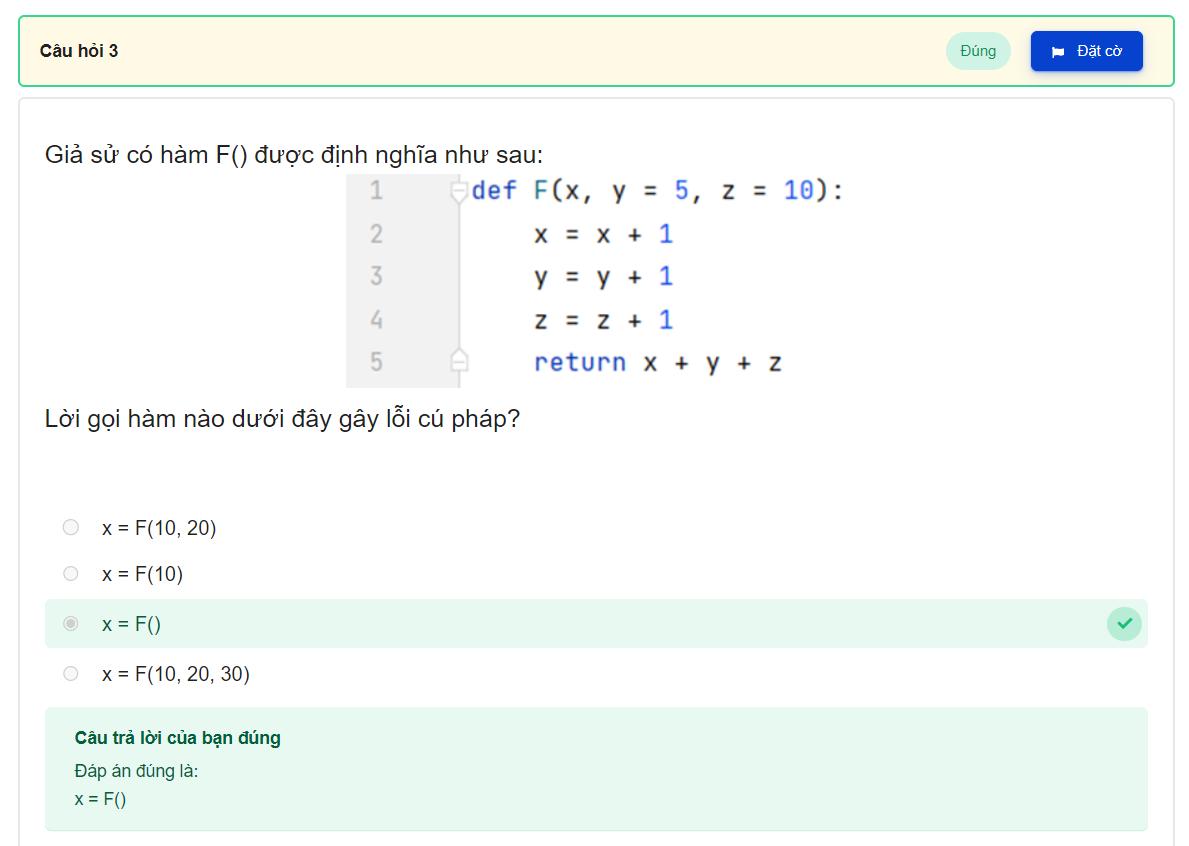 Câu hỏi 3
Đúng
Đặt cờ
Giả sử có hàm F() được định nghĩa như sau:
1 def F(x, y = 5, z = 10):
2 x = x + 1
3 y = y + 1
4 z = z + 1
5 return x + y + z
Lời gọi hàm nào dưới đây gây lỗi cú pháp?
x = F(10, 20)
x = F(10)
x = F()
x = F(10, 20, 30)
Câu trả lời của bạn đúng
Đáp án đúng là:
x = F()